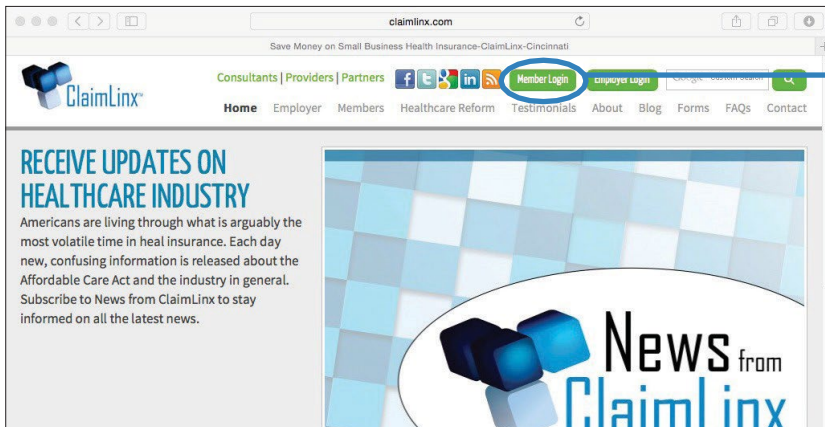 claimlinx.com
Save Money on Small Business Health Insurance-ClaimLinx-Cincinnati
ClaimLinx™
Consultants | Providers | Partners
Member Login
Employer Login
Google Custom Search
Home Employer Members Healthcare Reform Testimonials About Blog Forms FAQs Contact
RECEIVE UPDATES ON
HEALTHCARE INDUSTRY
Americans are living through what is arguably the
most volatile time in heal insurance. Each day
new, confusing information is released about the
Affordable Care Act and the industry in general.
Subscribe to News from ClaimLinx to stay
informed on all the latest news.
News from
ClaimLinx